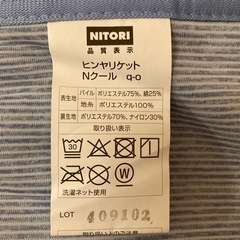 NITORI
品質表示
ヒンヤリケット
Nクール q-o
表生地 パイル ポリエステル75%、綿25%
地糸 ポリエステル100%
裏生地 ポリエステル70%、ナイロン30%
取り扱い表示
30
W
洗濯ネット使用
LOT 409102